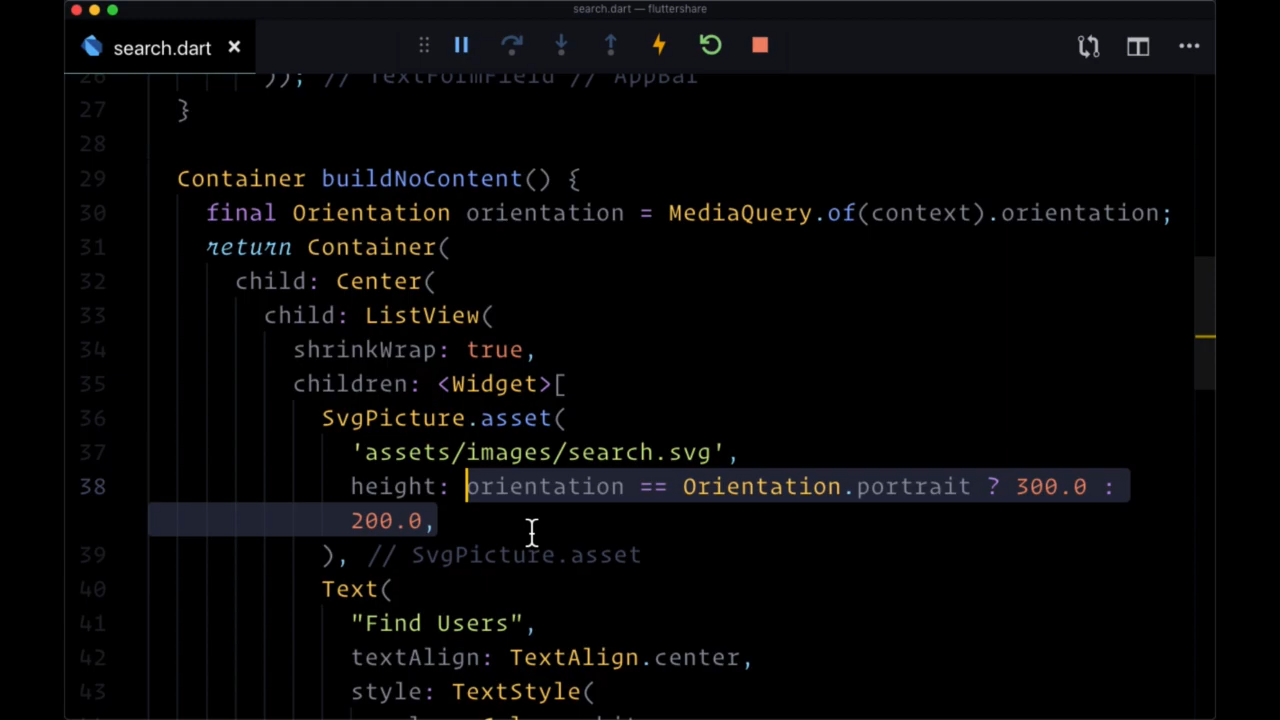 search.dart — fluttershare
search.dart ×
26 )); // TextFormField // AppBar
27 }
28
29 Container buildNoContent() {
30 final Orientation orientation = MediaQuery.of(context).orientation;
31 return Container(
32 child: Center(
33 child: ListView(
34 shrinkWrap: true,
35 children: <Widget>[
36 SvgPicture.asset(
37 'assets/images/search.svg',
38 height: orientation == Orientation.portrait ? 300.0 :
200.0,
39 ), // SvgPicture.asset
40 Text(
41 "Find Users",
42 textAlign: TextAlign.center,
43 style: TextStyle(